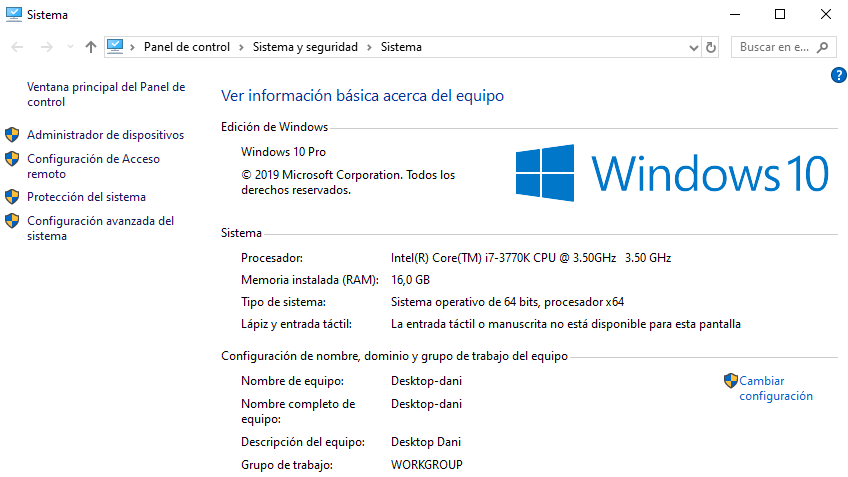 Sistema
Panel de control
Sistema y seguridad
Sistema
Buscar en e...
Ventana principal del Panel de
control
Administrador de dispositivos
Configuración de Acceso
remoto
Protección del sistema
Configuración avanzada del
sistema
?
Ver información básica acerca del equipo
Edición de Windows
Windows 10 Pro
© 2019 Microsoft Corporation. Todos los
derechos reservados.
Windows 10
Sistema
Procesador: Intel(R) Core(TM) i7-3770K CPU @ 3.50GHz 3.50 GHz
Memoria instalada (RAM): 16,0 GB
Tipo de sistema: Sistema operativo de 64 bits, procesador x64
Lápiz y entrada táctil: La entrada táctil o manuscrita no está disponible para esta pantalla
Configuración de nombre, dominio y grupo de trabajo del equipo
Nombre de equipo: Desktop-dani
Cambiar
configuración
Nombre completo de
equipo: Desktop-dani
Descripción del equipo: Desktop Dani
Grupo de trabajo: WORKGROUP